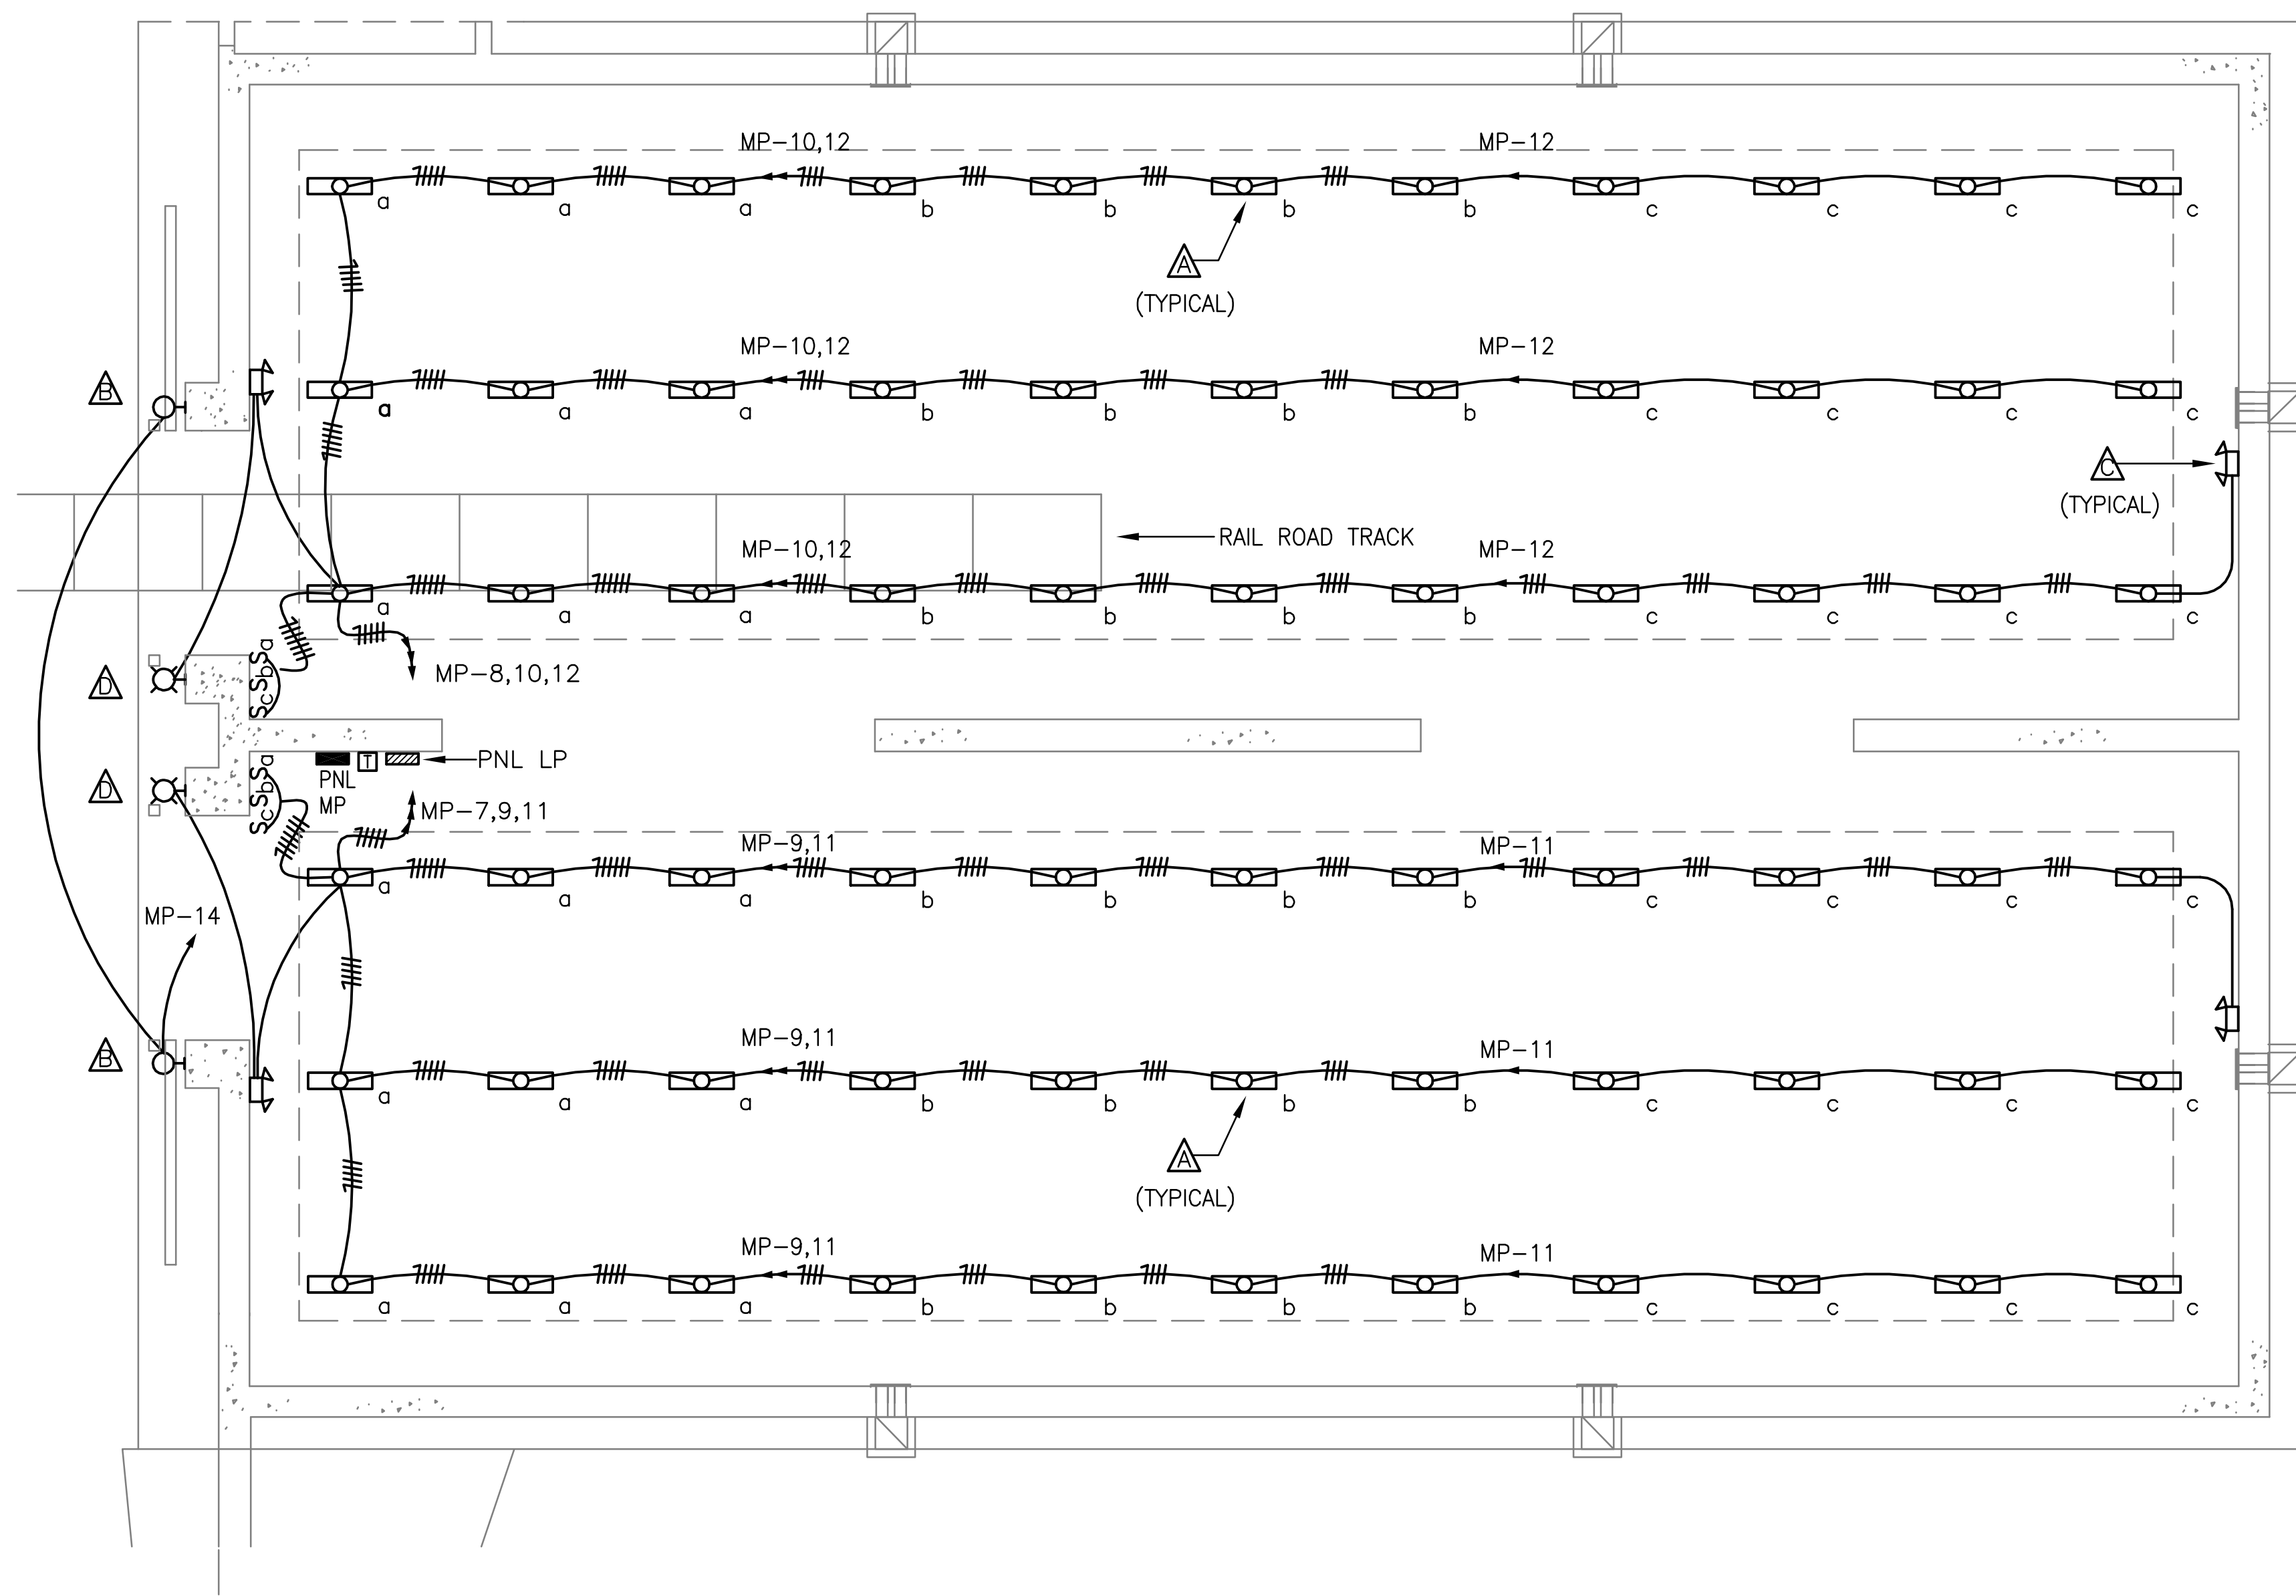 MP-10,12 MP-12
a a a b b b b c c c c
A
(TYPICAL)
MP-10,12 MP-12
B
a a a b b b b c c c c
C
(TYPICAL)
RAIL ROAD TRACK
MP-10,12 MP-12
a a a b b b b c c c c
ScSbSa
D
MP-8,10,12
PNL LP
T
PNL
MP
ScSbSa
D
MP-7,9,11
MP-9,11 MP-11
a a a b b b b c c c c
MP-14
MP-9,11 MP-11
B
a a a b b b b c c c c
A
(TYPICAL)
MP-9,11 MP-11
a a a b b b b c c c c